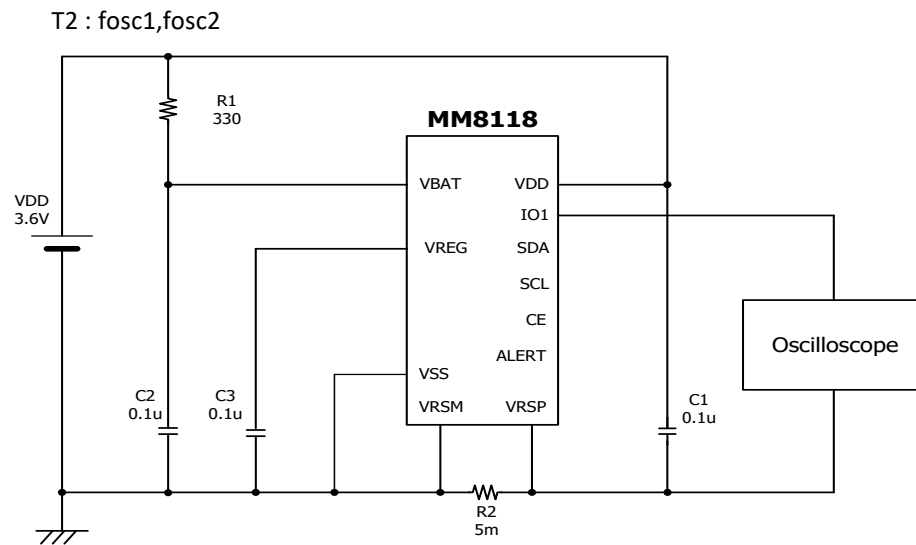 T2 : fosc1,fosc2
R1
330
MM8118
VDD
3.6V
VBAT
VDD
IO1
VREG
SDA
SCL
CE
Oscilloscope
ALERT
VSS
C2
0.1u
C3
0.1u
VRSM
VRSP
C1
0.1u
R2
5m